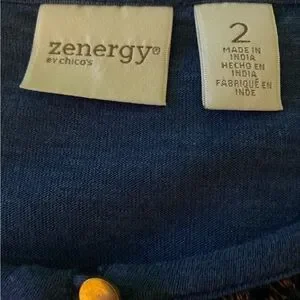 zenergy®
BY chico's
2
MADE IN
INDIA
HECHO EN
INDIA
FABRIQUÉ EN
INDE